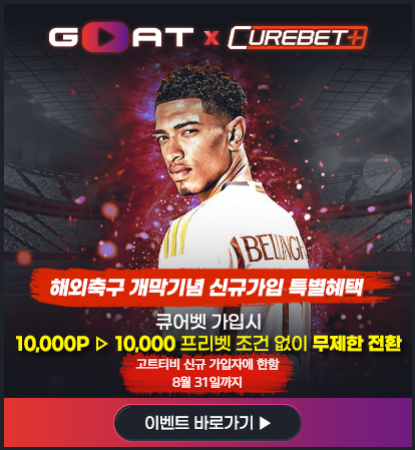 GOAT x CUREBET+
BELLINGH
해외축구 개막기념 신규가입 특별혜택
큐어벳 가입시
10,000P ▷ 10,000 프리벳 조건 없이 무제한 전환
고트티비 신규 가입자에 한함
8월 31일까지
이벤트 바로가기 ▶